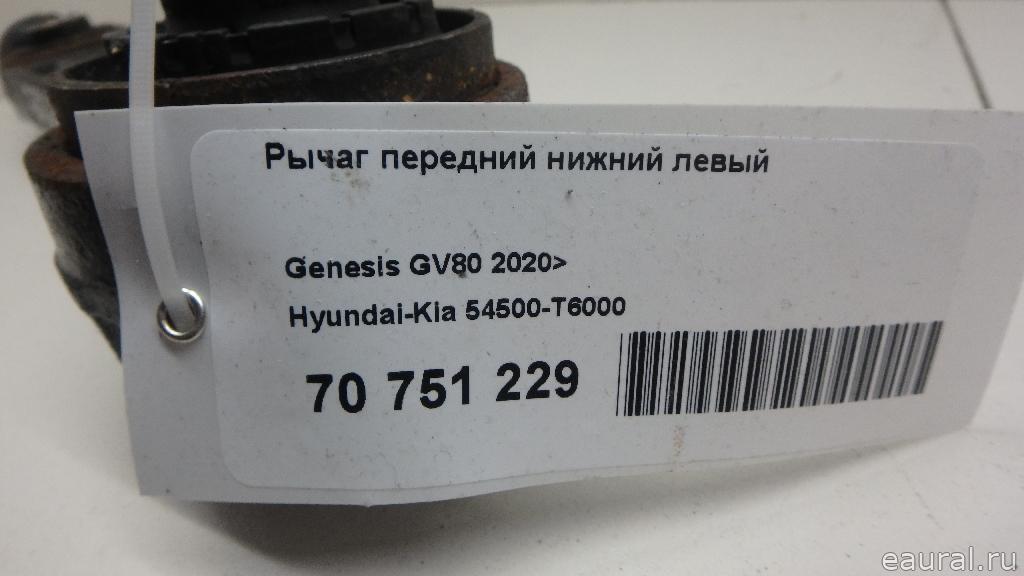 Рычаг передний нижний левый
Genesis GV80 2020>
Hyundai-Kia 54500-T6000
70 751 229
eaural.ru